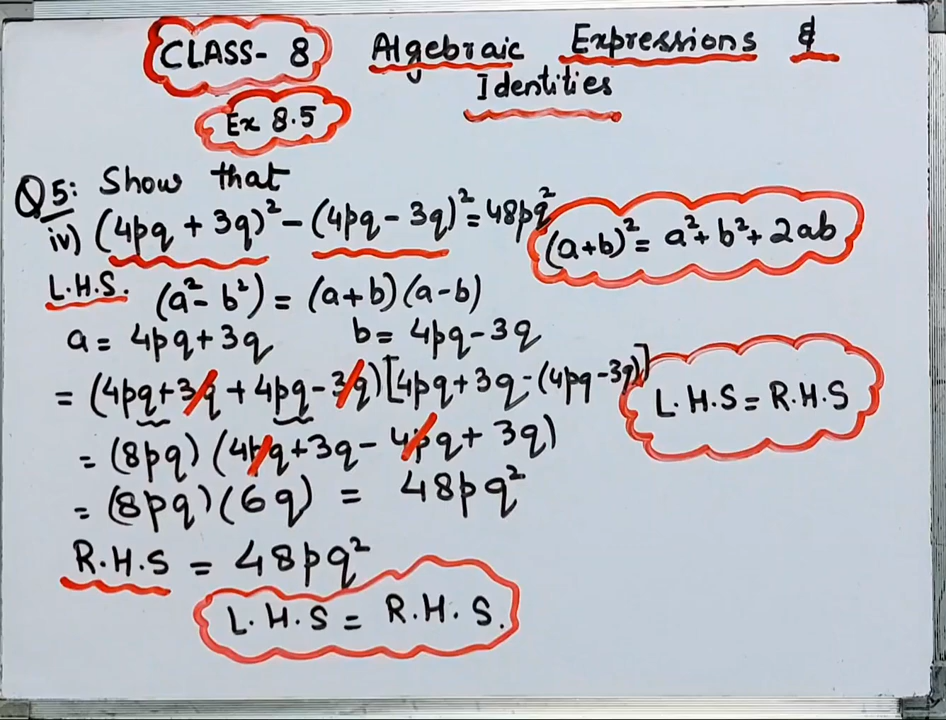 CLASS- 8 Algebraic Expressions &
Identities
Ex 8.5
Q5: Show that
iv) (4pq + 3q)² - (4pq - 3q)² = 48pq²
(a+b)² = a² + b² + 2ab
L.H.S. (a² - b²) = (a+b) (a-b)
a = 4pq + 3q b = 4pq - 3q
= (4pq + 3q + 4pq - 3q) [4pq + 3q - (4pq - 3q)]
L.H.S = R.H.S
= (8pq) (4pq + 3q - 4pq + 3q)
= (8pq) (6q) = 48pq²
R.H.S = 48pq²
L.H.S = R.H.S.